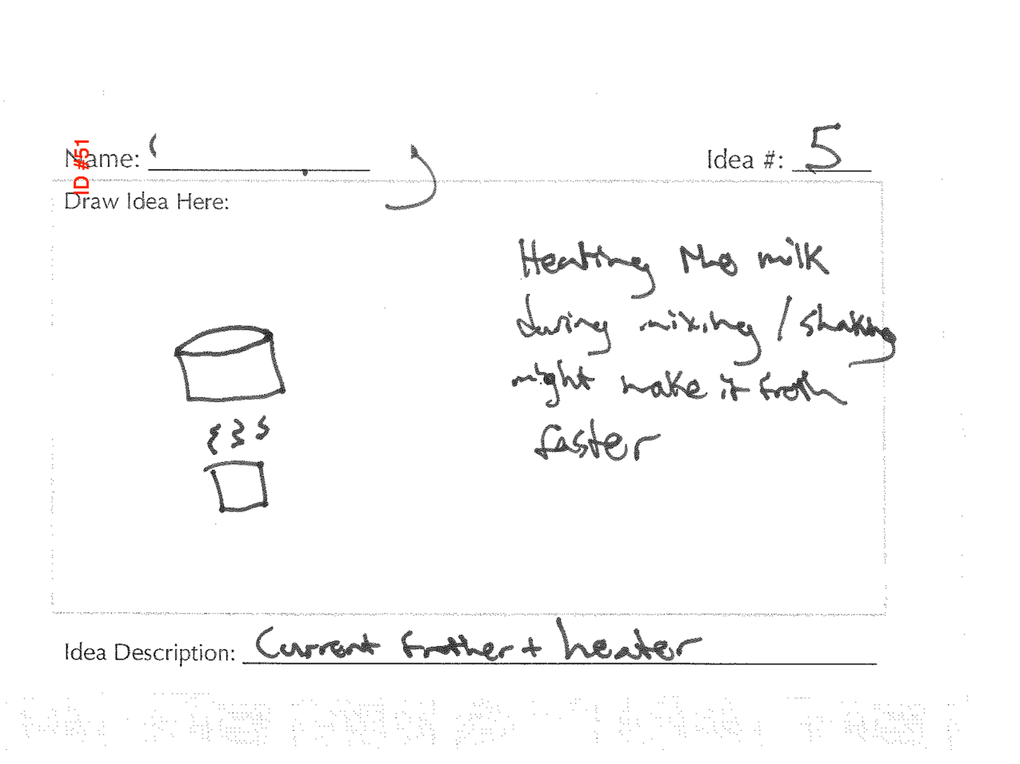 ID #51
Name: Idea #: 5
Draw Idea Here:
Heating the milk
during mixing / shaking
might make it froth
faster
Idea Description: Current frother + heater